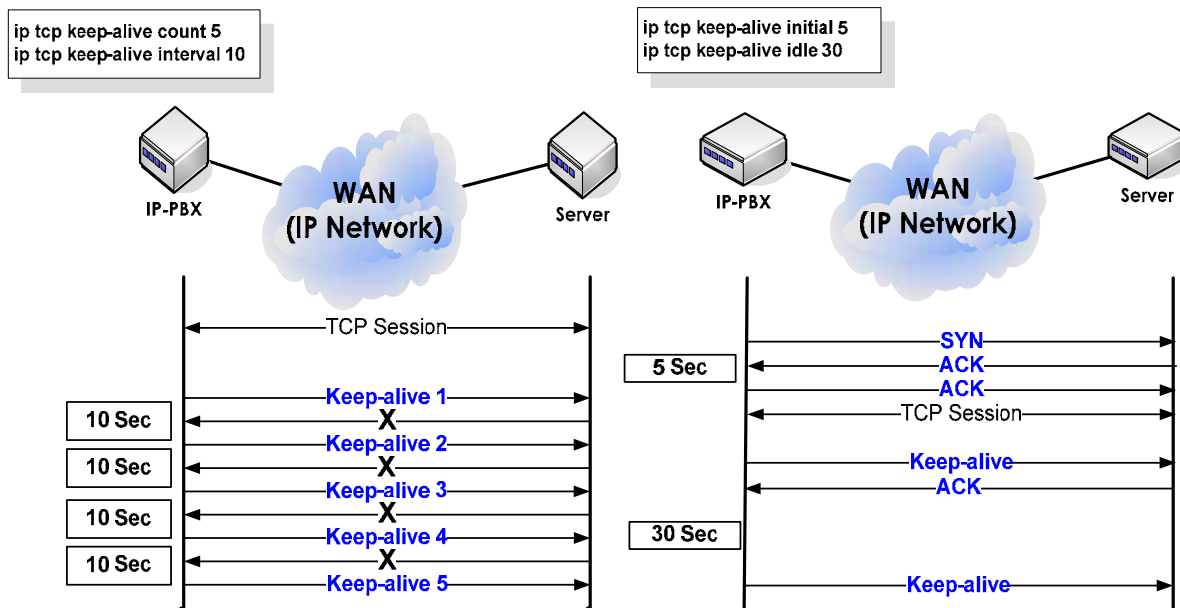 ip tcp keep-alive count 5
ip tcp keep-alive interval 10
IP-PBX
WAN
(IP Network)
Server
TCP Session
Keep-alive 1
10 Sec
X
Keep-alive 2
10 Sec
X
Keep-alive 3
10 Sec
X
Keep-alive 4
10 Sec
X
Keep-alive 5
ip tcp keep-alive initial 5
ip tcp keep-alive idle 30
IP-PBX
WAN
(IP Network)
Server
SYN
5 Sec
ACK
ACK
TCP Session
Keep-alive
ACK
30 Sec
Keep-alive